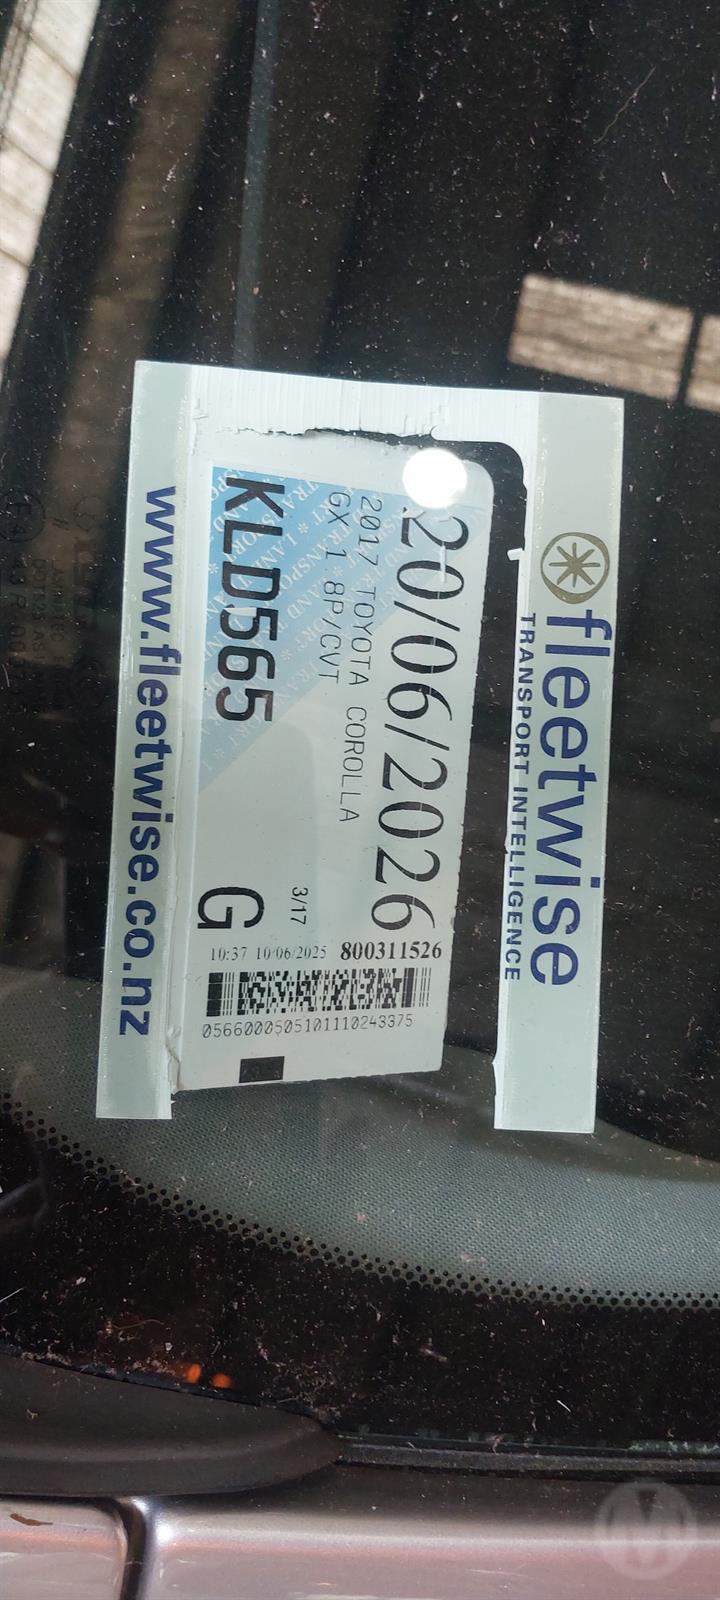 fleetwise
TRANSPORT INTELLIGENCE
20/06/2026
2017 TOYOTA COROLLA
GX 1.8P/CVT
3/17
KLD565
G
800311526
10:37 10/06/2025
0566000505101110243375
www.fleetwise.co.nz